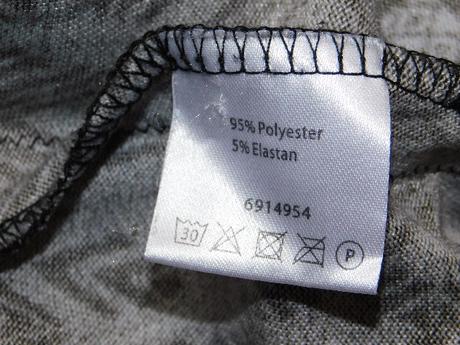 95% Polyester
5% Elastan
6914954
30 P